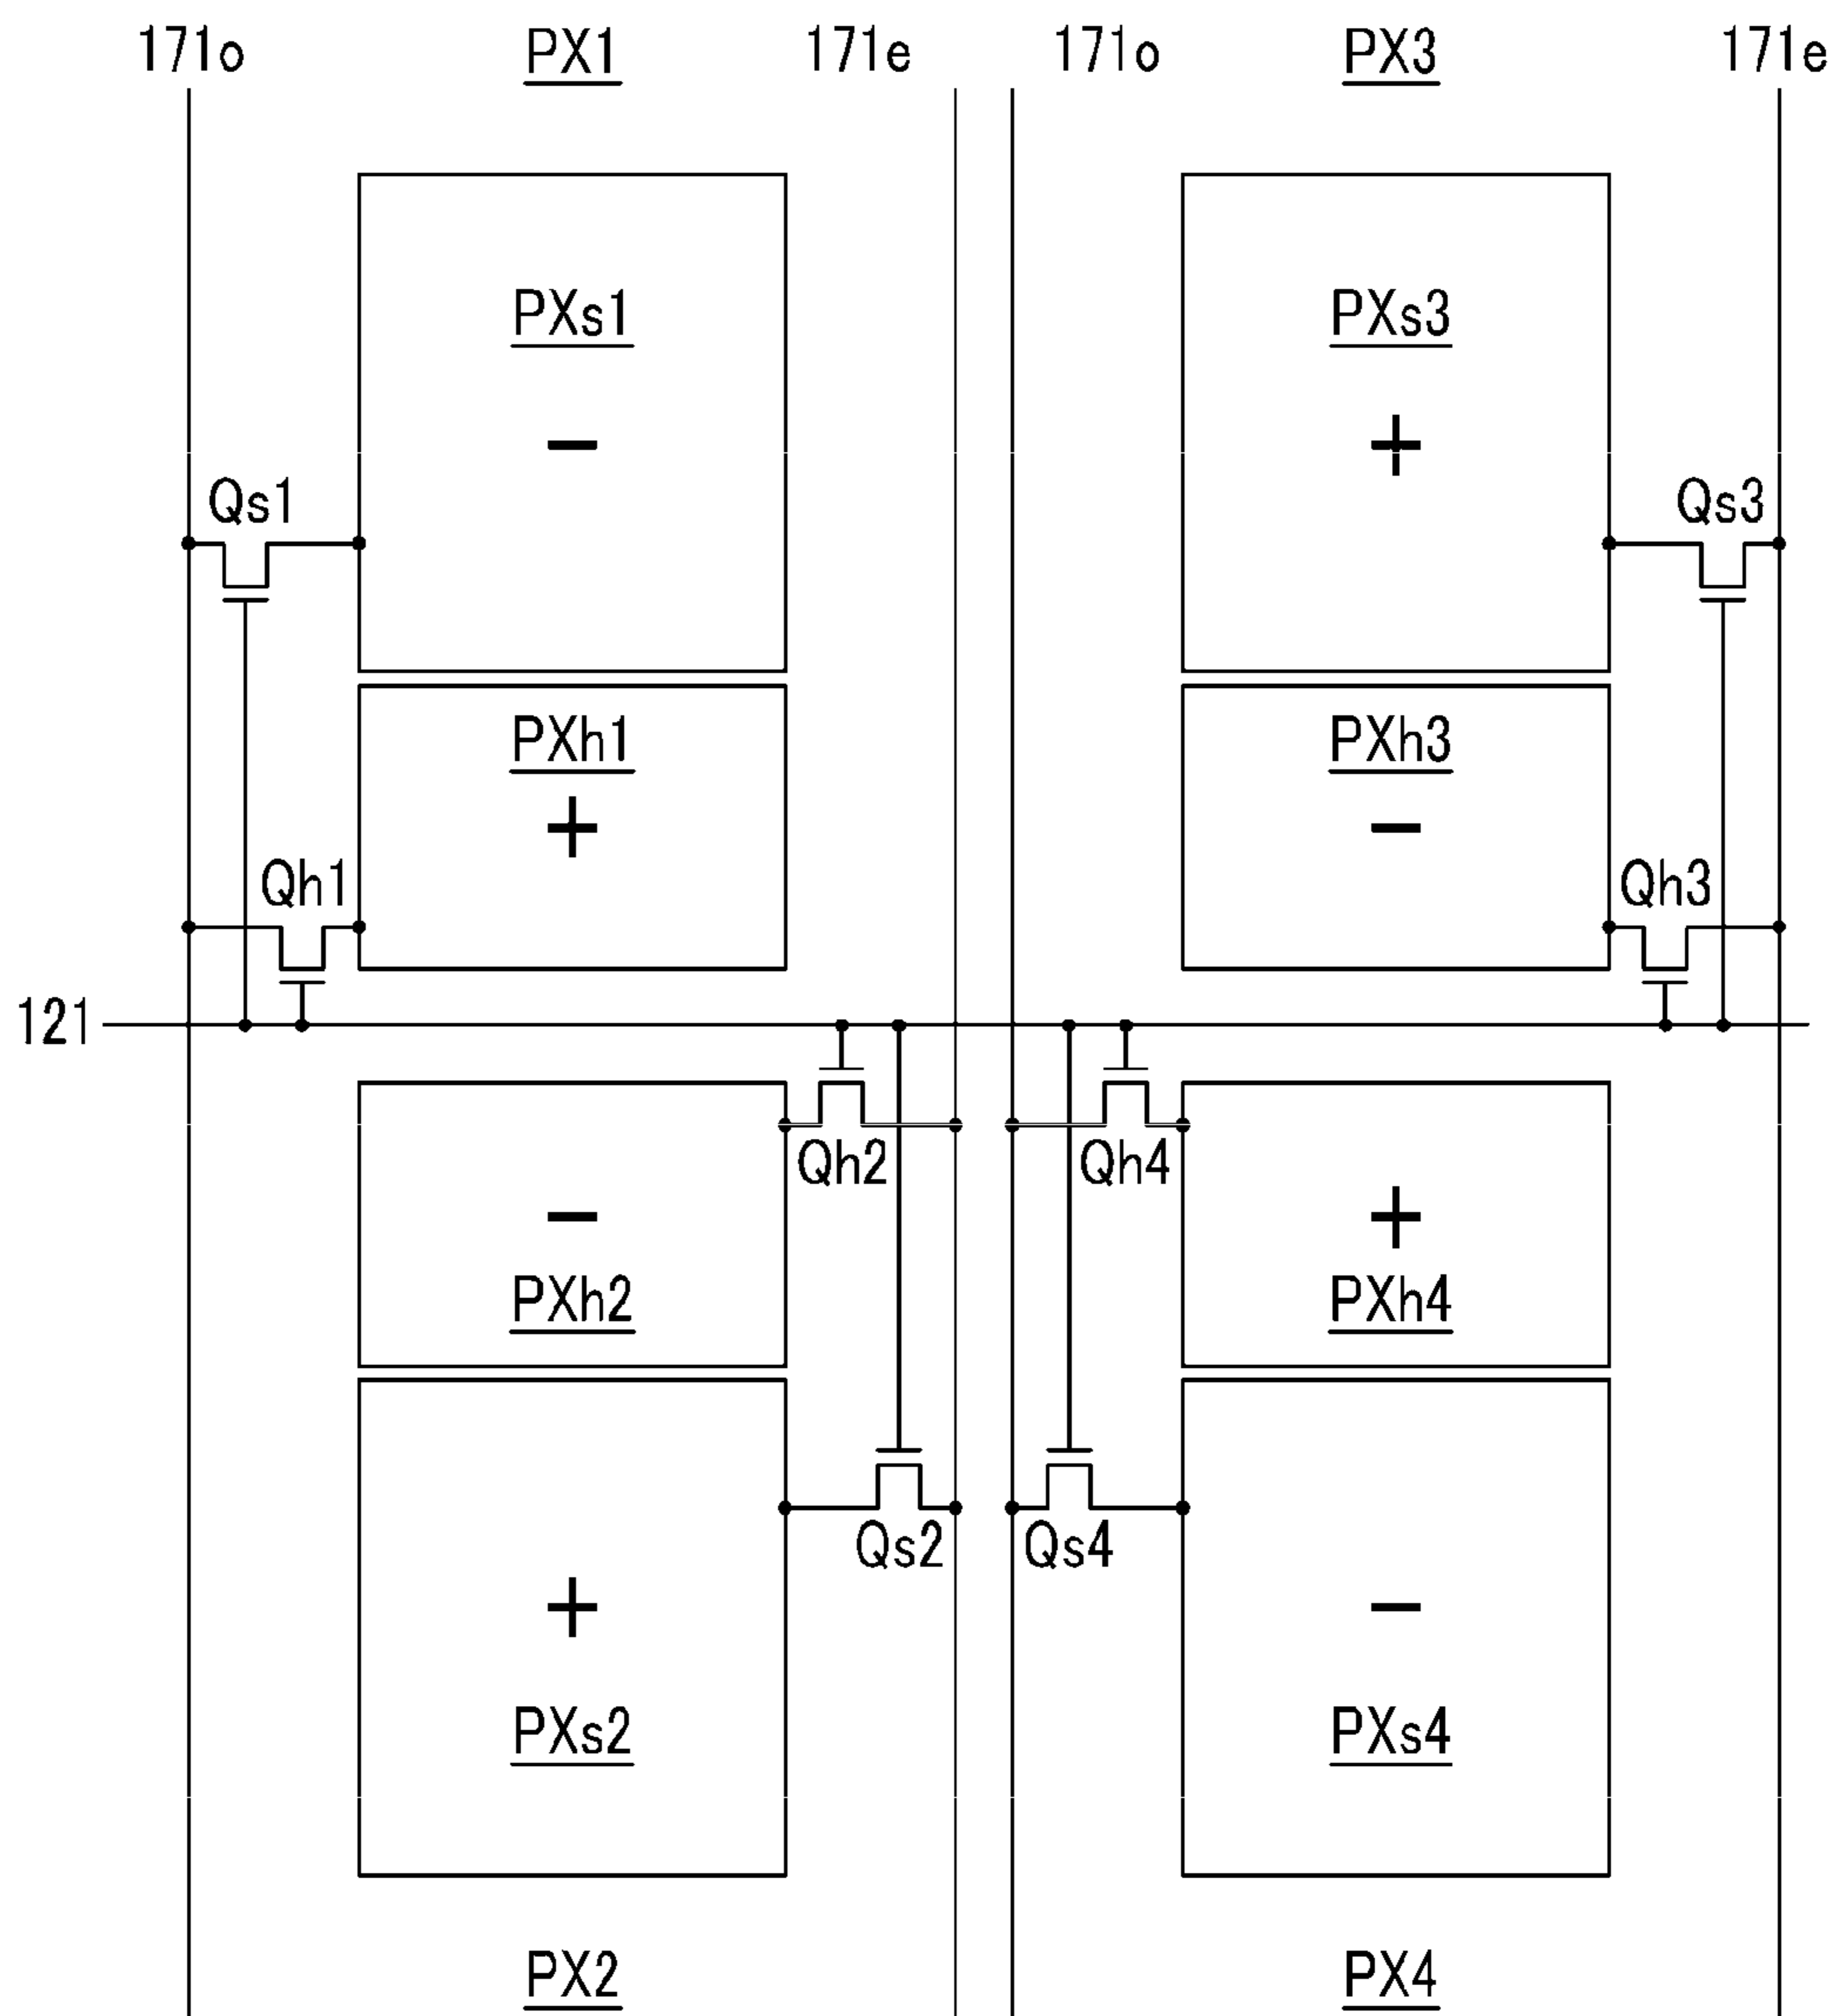 171o PX1 171e 171o PX3 171e
PXs1 PXs3
− +
Qs1 Qs3
PXh1 PXh3
+ −
Qh1 Qh3
121
Qh2 Qh4
− +
PXh2 PXh4
Qs2 Qs4
+ −
PXs2 PXs4
PX2 PX4